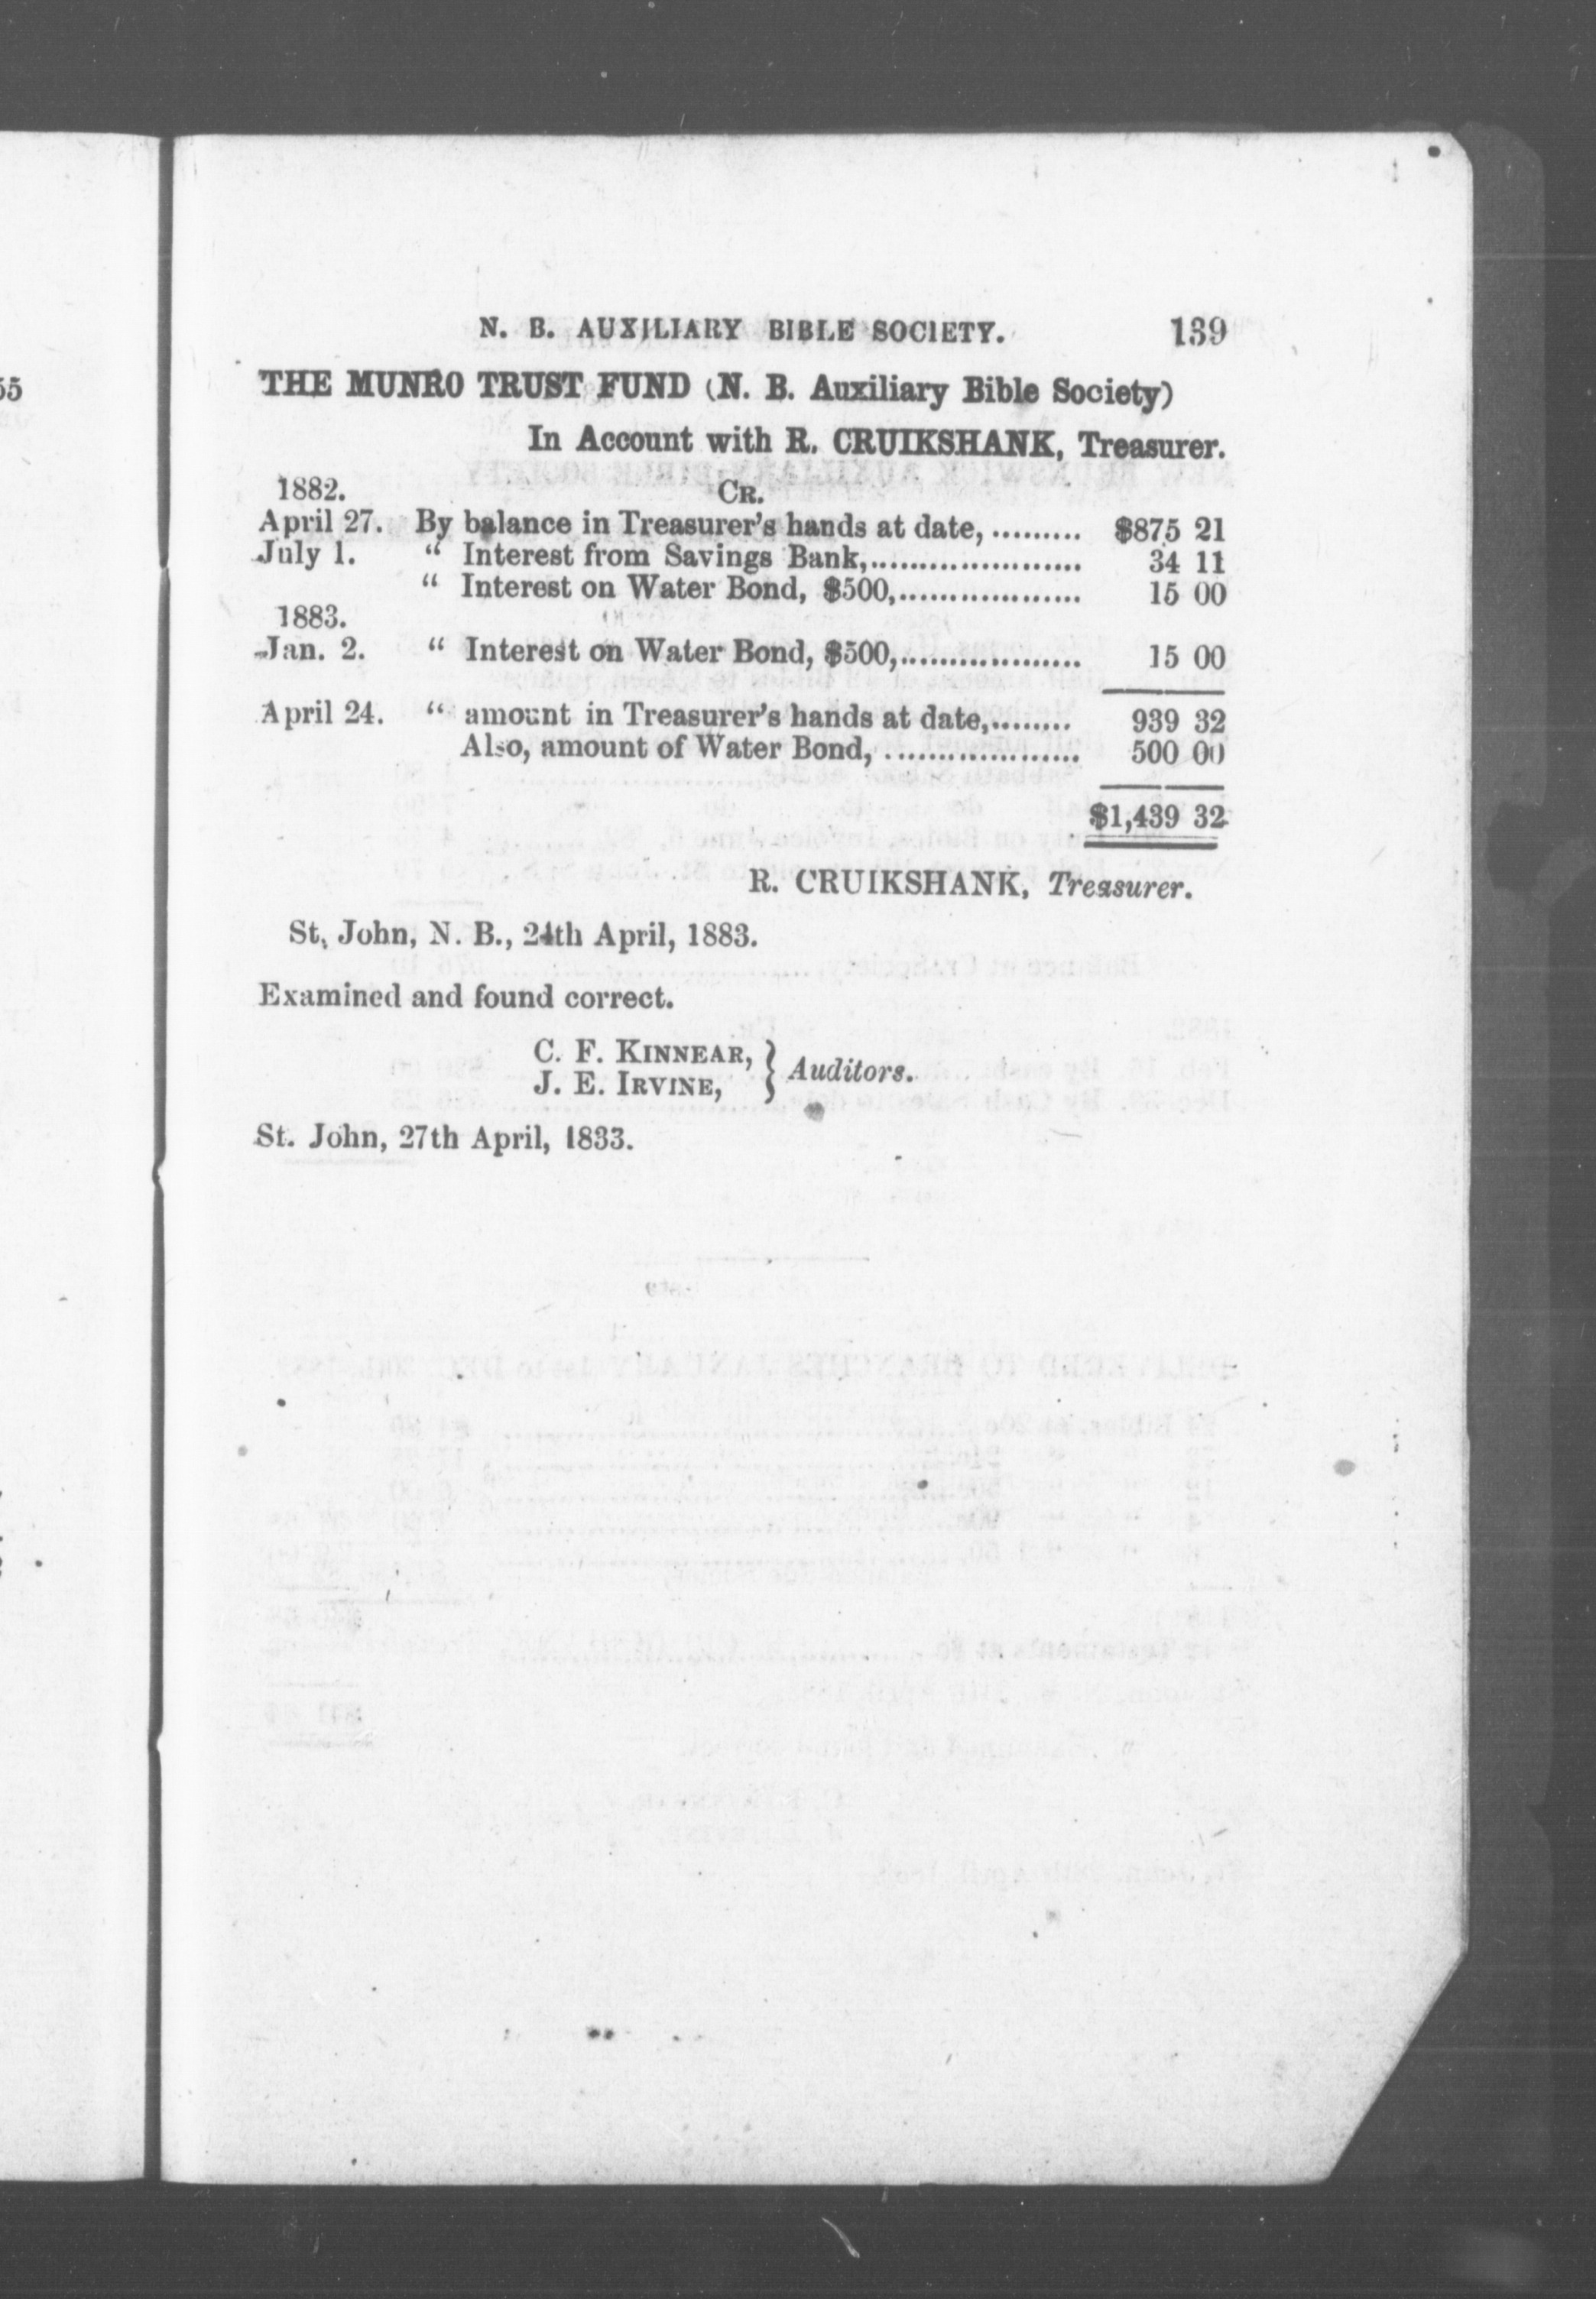 N. B. AUXILIARY BIBLE SOCIETY. 139
THE MUNRO TRUST FUND (N. B. Auxiliary Bible Society)
In Account with R. CRUIKSHANK, Treasurer.
1882. CR.
April 27. By balance in Treasurer's hands at date, ......... $875 21
July 1. “ Interest from Savings Bank,...................... 34 11
“ Interest on Water Bond, $500,................... 15 00
1883.
Jan. 2. “ Interest on Water Bond, $500,................... 15 00
April 24. “ amount in Treasurer's hands at date,........ 939 32
Also, amount of Water Bond, .................... 500 00
$1,439 32
R. CRUIKSHANK, Treasurer.
St. John, N. B., 24th April, 1883.
Examined and found correct.
C. F. KINNEAR, } Auditors.
J. E. IRVINE,
St. John, 27th April, 1833.